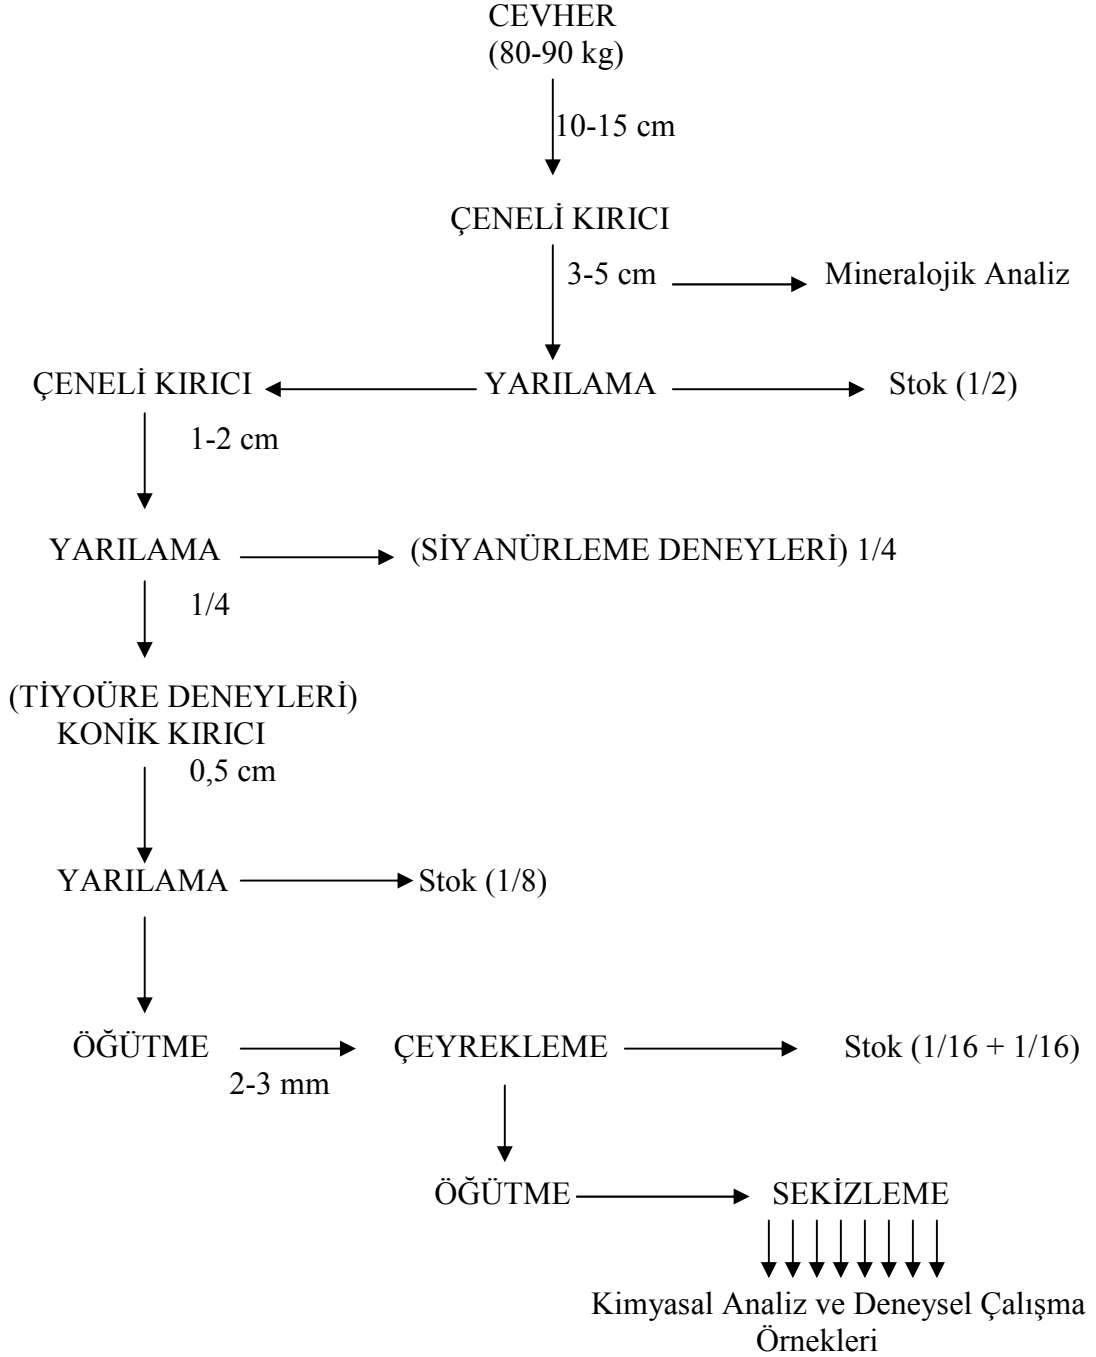 CEVHER
(80-90 kg)
10-15 cm
ÇENELİ KIRICI
3-5 cm
Mineralojik Analiz
ÇENELİ KIRICI
YARILAMA
Stok (1/2)
1-2 cm
YARILAMA
(SİYANÜRLEME DENEYLERİ) 1/4
1/4
(TİYOÜRE DENEYLERİ)
KONİK KIRICI
0,5 cm
YARILAMA
Stok (1/8)
ÖĞÜTME
ÇEYREKLEME
Stok (1/16 + 1/16)
2-3 mm
ÖĞÜTME
SEKİZLEME
Kimyasal Analiz ve Deneysel Çalışma
Örnekleri